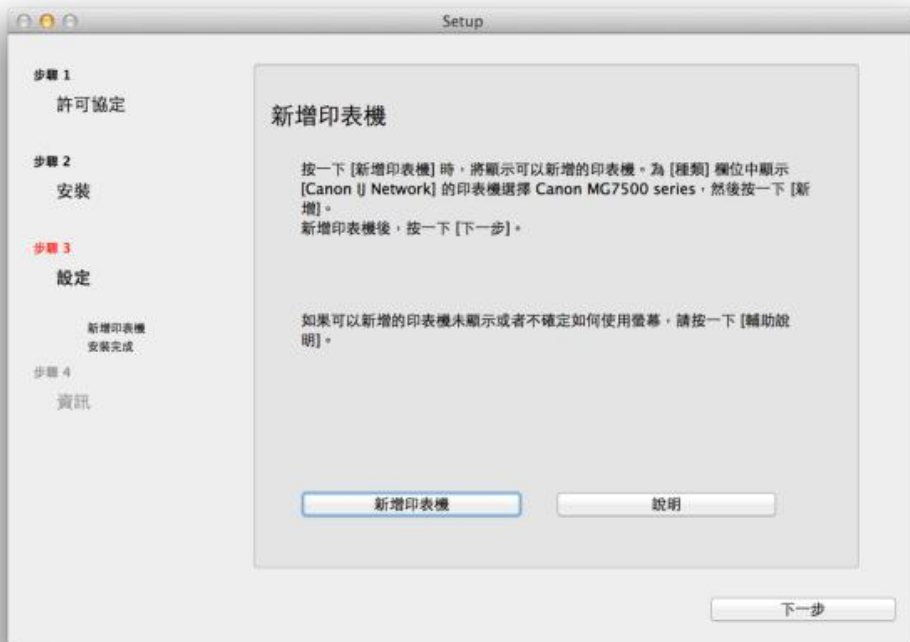 Setup
步驟 1
許可協定
步驟 2
安裝
步驟 3
設定
新增印表機
安裝完成
步驟 4
資訊
新增印表機
按一下 [新增印表機] 時，將顯示可以新增的印表機。為 [種類] 欄位中顯示
[Canon IJ Network] 的印表機選擇 Canon MG7500 series，然後按一下 [新
增]。
新增印表機後，按一下 [下一步]。
如果可以新增的印表機未顯示或者不確定如何使用螢幕，請按一下 [輔助說
明]。
新增印表機
說明
下一步